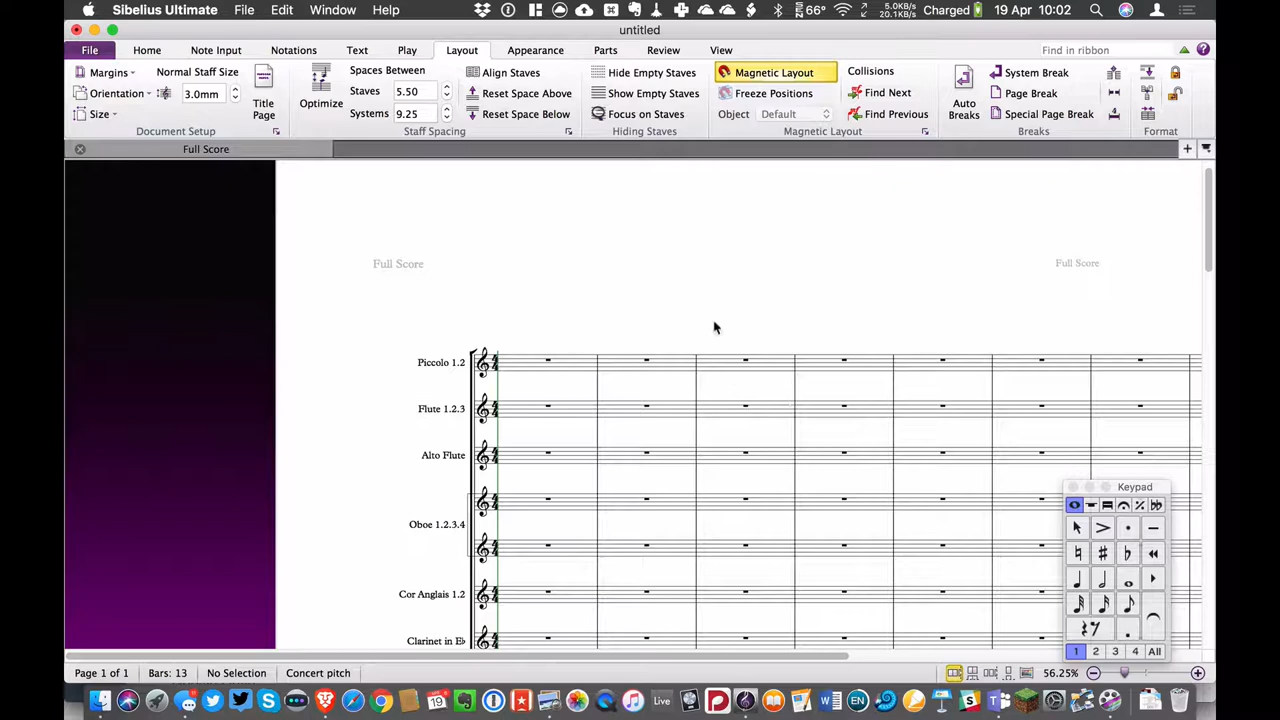 Sibelius Ultimate File Edit Window Help 66° 5.0KB/s 20.1KB/s Charged 19 Apr 10:02
untitled
File Home Note Input Notations Text Play Layout Appearance Parts Review View Find in ribbon
Margins Normal Staff Size Spaces Between Align Staves Hide Empty Staves Magnetic Layout Collisions System Break
Orientation 3.0mm Title Page Optimize Staves 5.50 Reset Space Above Show Empty Staves Freeze Positions Find Next Auto Breaks Page Break
Size Systems 9.25 Reset Space Below Focus on Staves Object Default Find Previous Special Page Break
Document Setup Staff Spacing Hiding Staves Magnetic Layout Breaks Format
Full Score
Full Score Full Score
Piccolo 1.2
Flute 1.2.3
Alto Flute
Keypad
Oboe 1.2.3.4
Cor Anglais 1.2
Clarinet in E♭
1 2 3 4 All
Page 1 of 1 Bars: 13 No Selection Concert pitch 56.25%
19 Live W EN